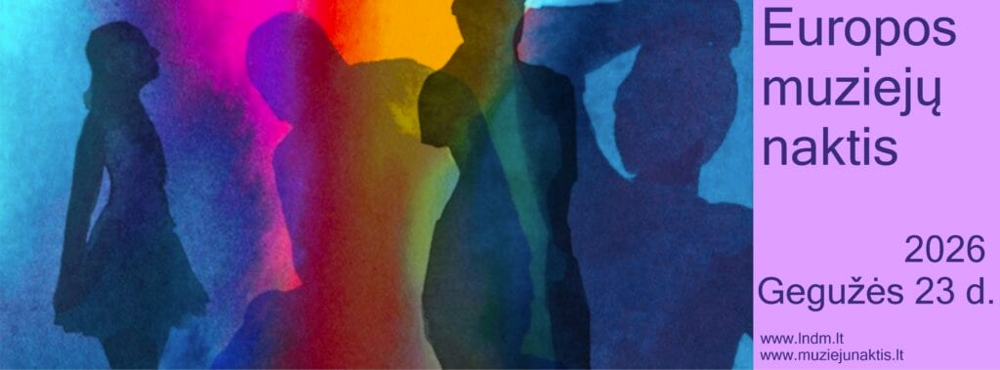 Europos
muziejų
naktis
2026
Gegužės 23 d.
www.lndm.lt
www.muziejunaktis.lt